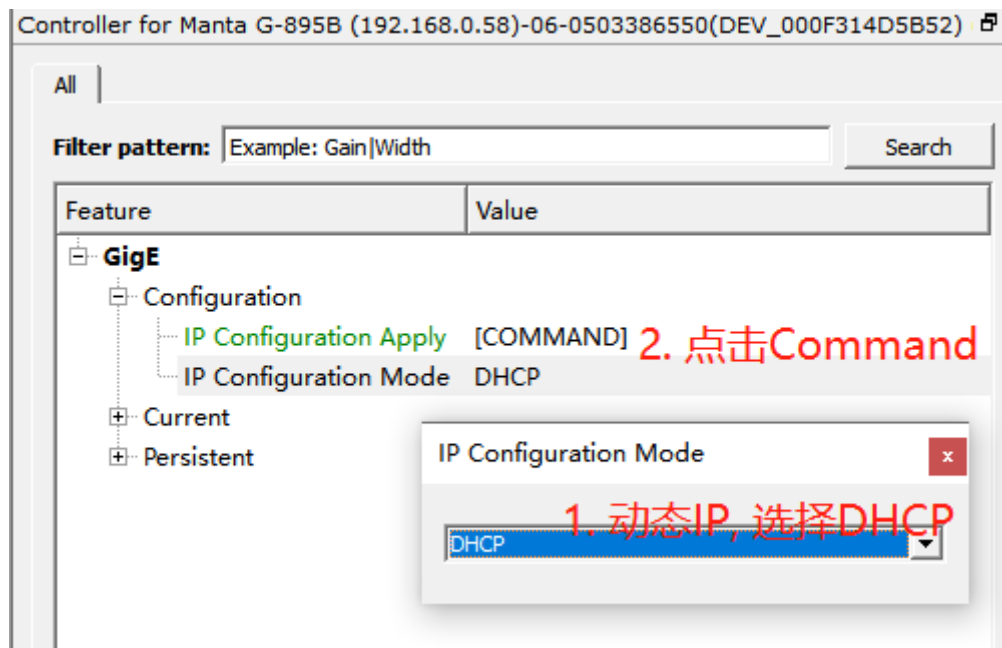 Controller for Manta G-895B (192.168.0.58)-06-0503386550(DEV_000F314D5B52)
All
Filter pattern: Example: Gain|Width Search
Feature Value
GigE
Configuration
IP Configuration Apply [COMMAND] 2. 点击Command
IP Configuration Mode DHCP
Current
Persistent
IP Configuration Mode x
1. 动态IP, 选择DHCP
DHCP